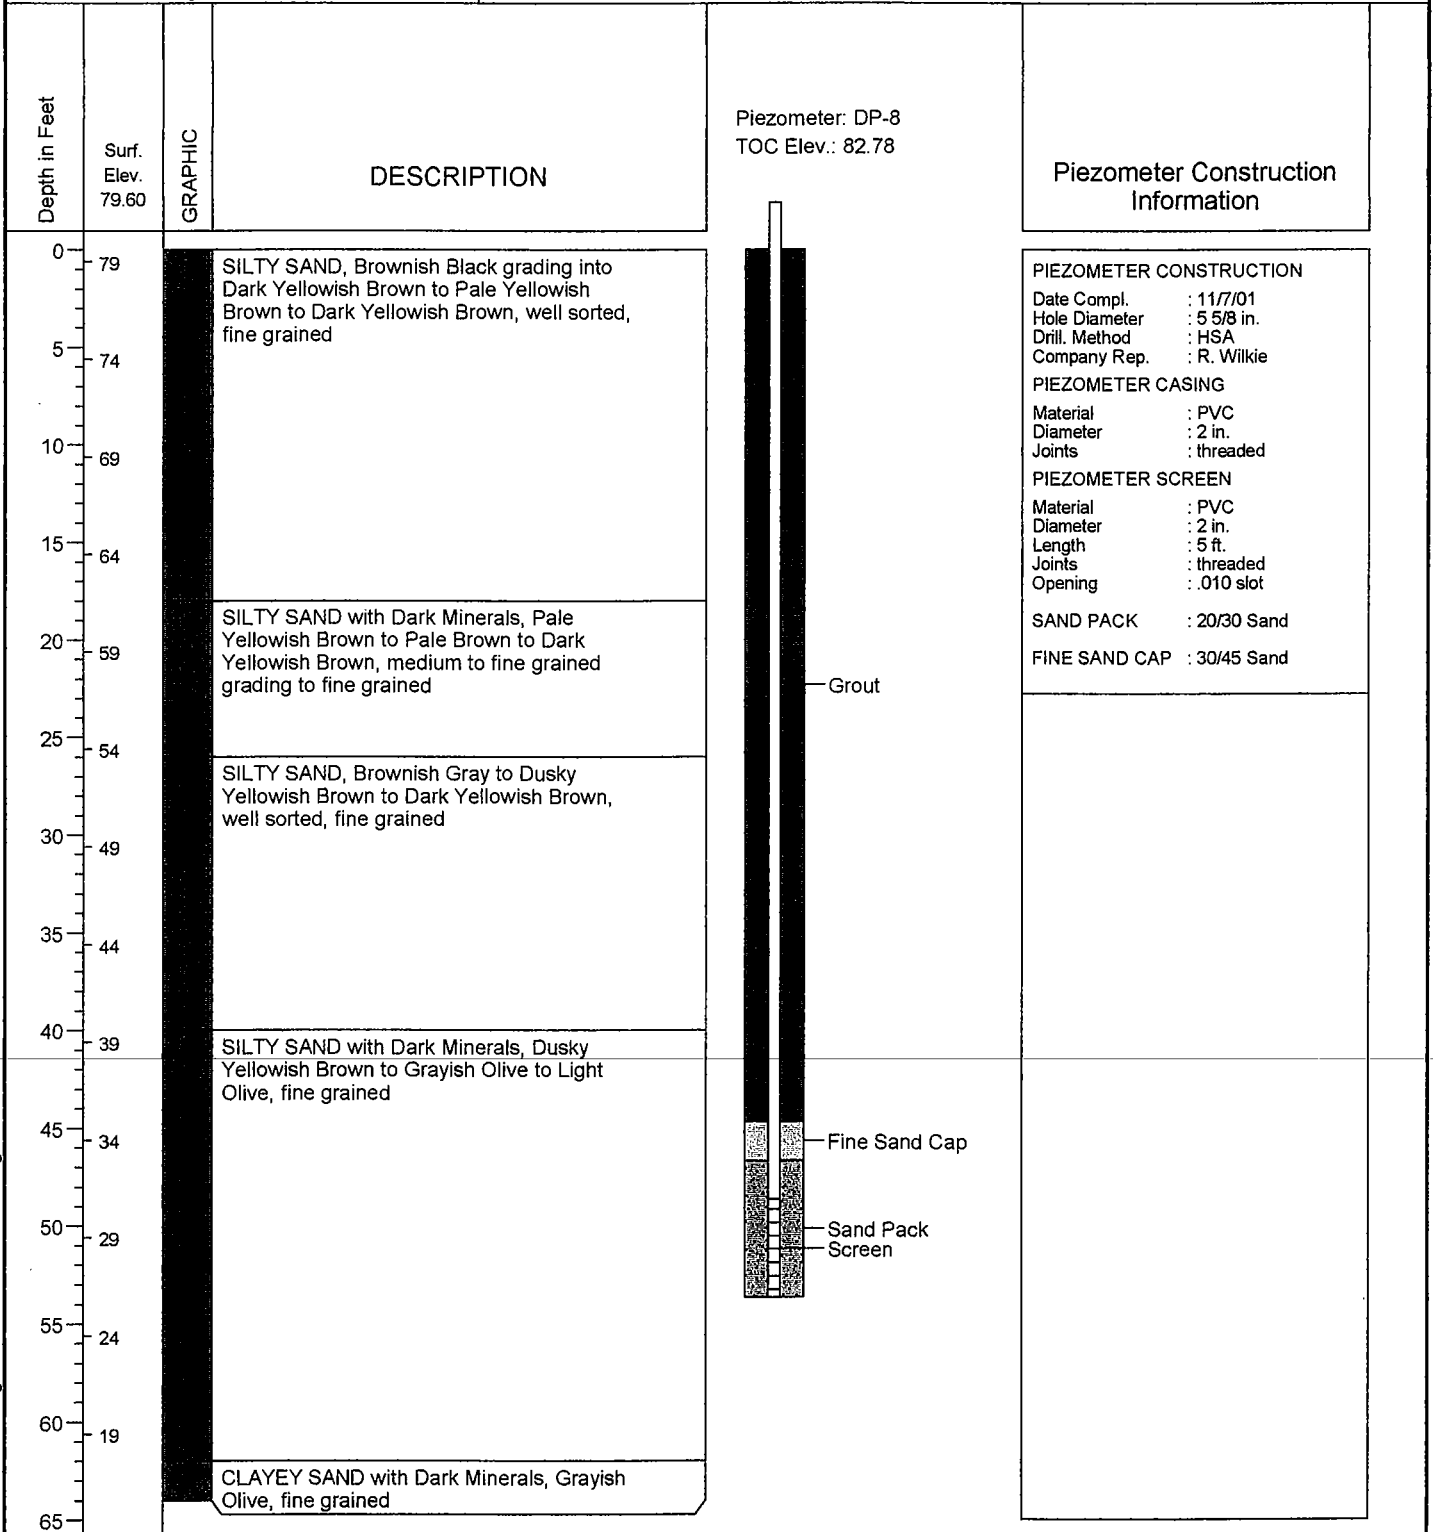 Depth in Feet
Surf.
Elev.
79.60
GRAPHIC
DESCRIPTION
Piezometer: DP-8
TOC Elev.: 82.78
Piezometer Construction
Information
0
5
10
15
20
25
30
35
40
45
50
55
60
65
79
74
69
64
59
54
49
44
39
34
29
24
19
SILTY SAND, Brownish Black grading into
Dark Yellowish Brown to Pale Yellowish
Brown to Dark Yellowish Brown, well sorted,
fine grained
SILTY SAND with Dark Minerals, Pale
Yellowish Brown to Pale Brown to Dark
Yellowish Brown, medium to fine grained
grading to fine grained
SILTY SAND, Brownish Gray to Dusky
Yellowish Brown to Dark Yellowish Brown,
well sorted, fine grained
SILTY SAND with Dark Minerals, Dusky
Yellowish Brown to Grayish Olive to Light
Olive, fine grained
CLAYEY SAND with Dark Minerals, Grayish
Olive, fine grained
Grout
Fine Sand Cap
Sand Pack
Screen
PIEZOMETER CONSTRUCTION
Date Compl. : 11/7/01
Hole Diameter : 5 5/8 in.
Drill. Method : HSA
Company Rep. : R. Wilkie
PIEZOMETER CASING
Material : PVC
Diameter : 2 in.
Joints : threaded
PIEZOMETER SCREEN
Material : PVC
Diameter : 2 in.
Length : 5 ft.
Joints : threaded
Opening : .010 slot
SAND PACK : 20/30 Sand
FINE SAND CAP : 30/45 Sand